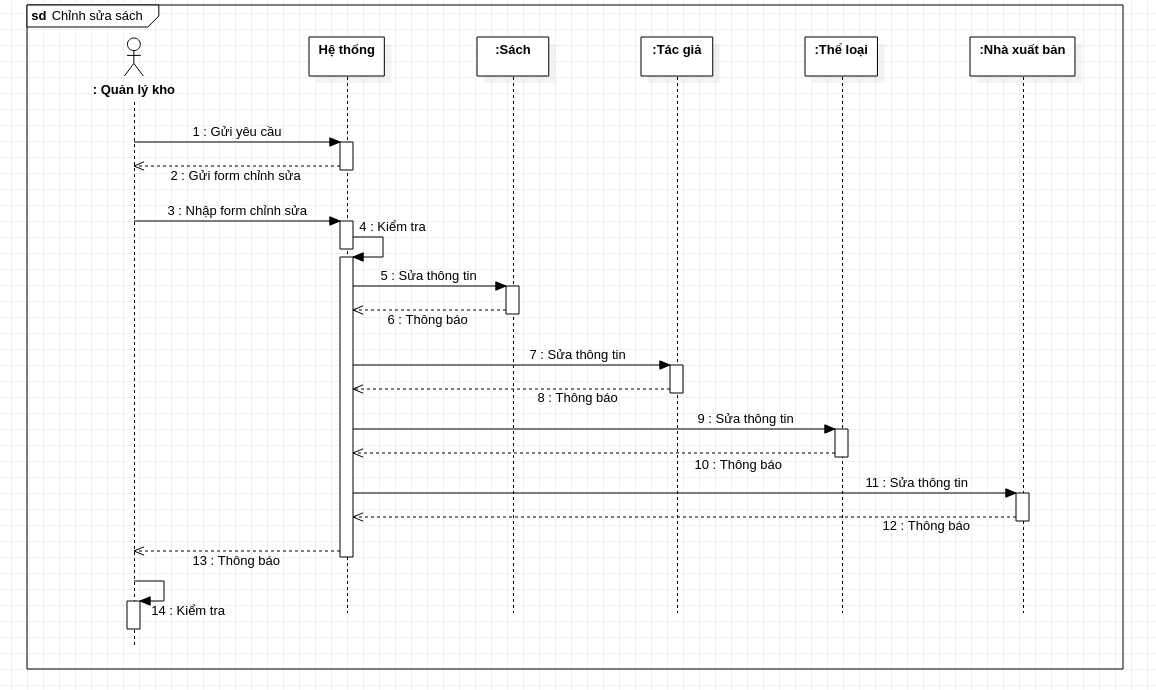 sd Chỉnh sửa sách
Hệ thống
:Sách
:Tác giả
:Thể loại
:Nhà xuất bản
: Quản lý kho
1 : Gửi yêu cầu
2 : Gửi form chỉnh sửa
3 : Nhập form chỉnh sửa
4 : Kiểm tra
5 : Sửa thông tin
6 : Thông báo
7 : Sửa thông tin
8 : Thông báo
9 : Sửa thông tin
10 : Thông báo
11 : Sửa thông tin
12 : Thông báo
13 : Thông báo
14 : Kiểm tra